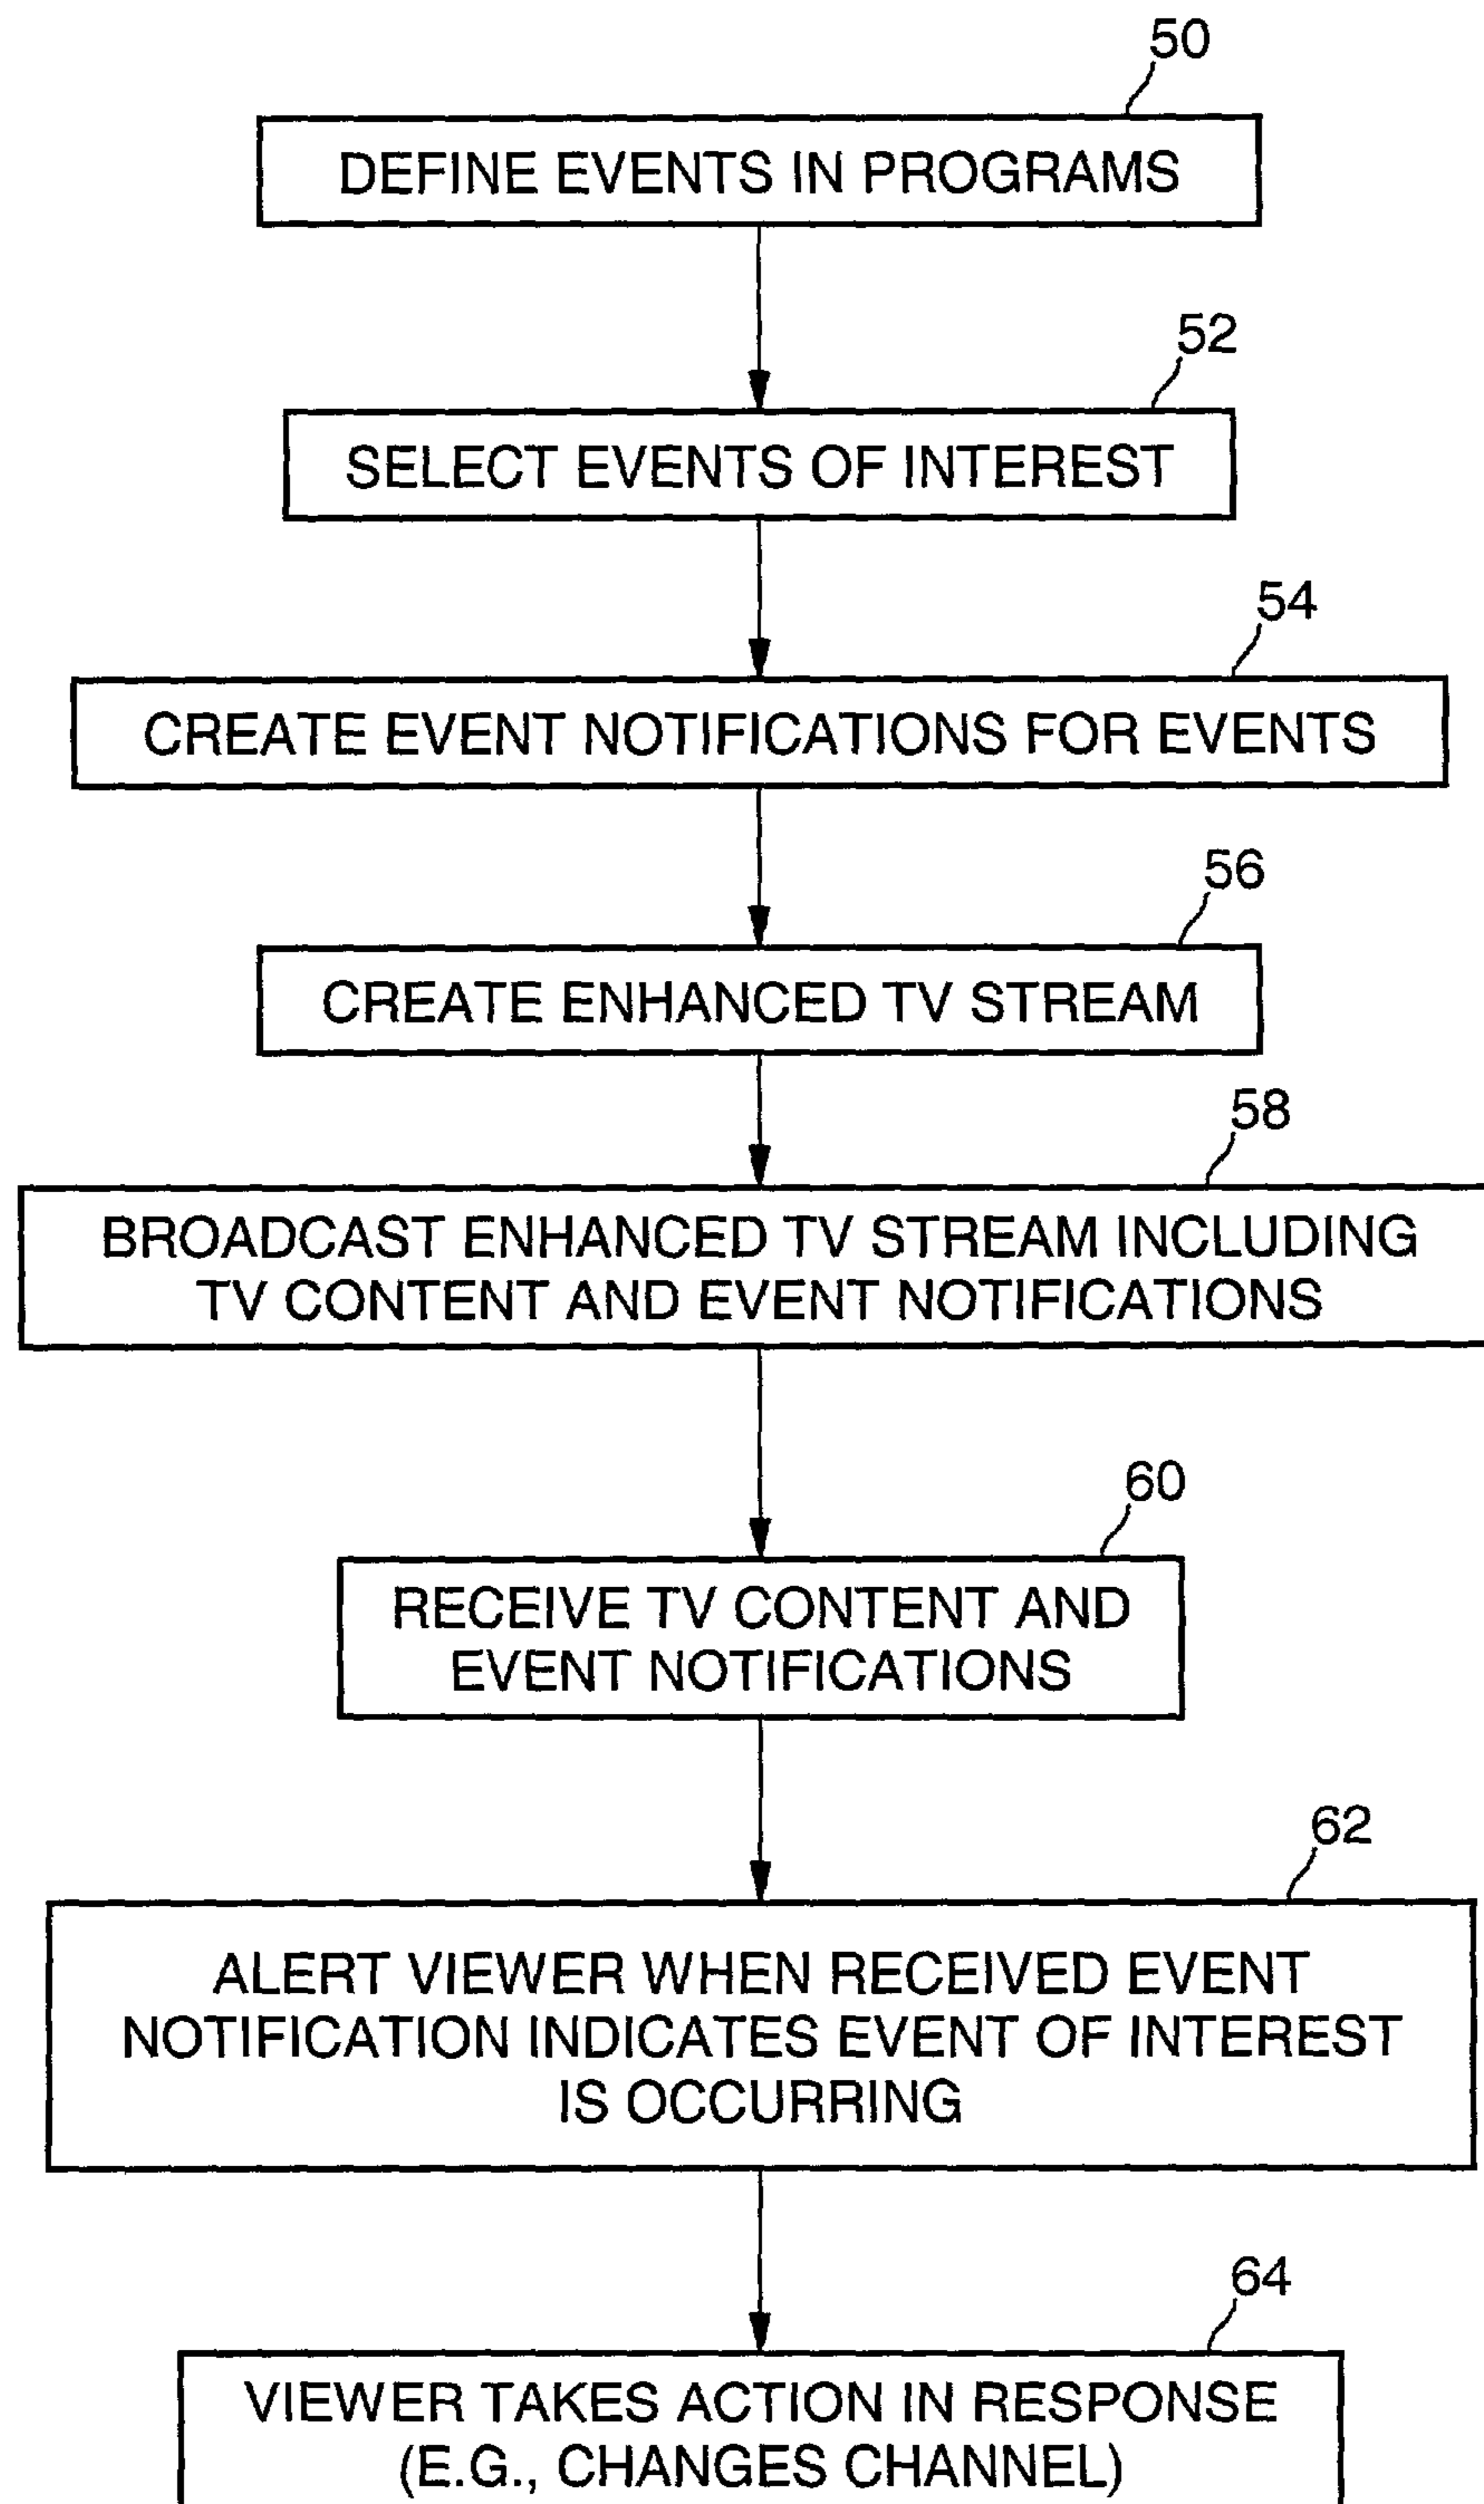 50
DEFINE EVENTS IN PROGRAMS
52
SELECT EVENTS OF INTEREST
54
CREATE EVENT NOTIFICATIONS FOR EVENTS
56
CREATE ENHANCED TV STREAM
58
BROADCAST ENHANCED TV STREAM INCLUDING
TV CONTENT AND EVENT NOTIFICATIONS
60
RECEIVE TV CONTENT AND
EVENT NOTIFICATIONS
62
ALERT VIEWER WHEN RECEIVED EVENT
NOTIFICATION INDICATES EVENT OF INTEREST
IS OCCURRING
64
VIEWER TAKES ACTION IN RESPONSE
(E.G., CHANGES CHANNEL)